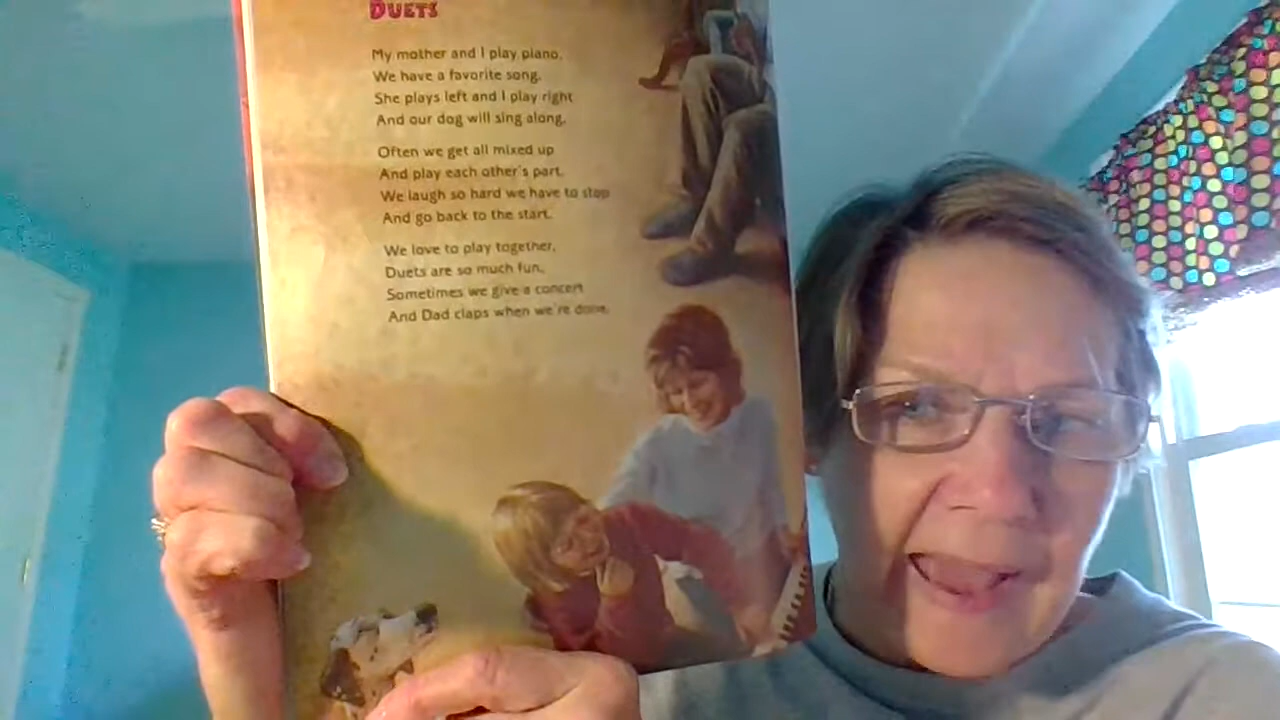 DUETS
My mother and I play piano,
We have a favorite song.
She plays left and I play right
And our dog will sing along.
Often we get all mixed up
And play each other's part.
We laugh so hard we have to stop
And go back to the start.
We love to play together,
Duets are so much fun.
Sometimes we give a concert
And Dad claps when we're done.